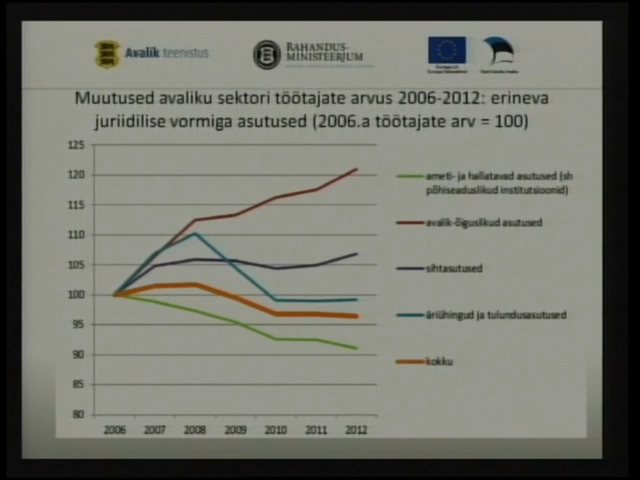 Avalik teenistus
RAHANDUS-
MINISTEERIUM
Muutused avaliku sektori töötajate arvus 2006-2012: erineva
juriidilise vormiga asutused (2006.a töötajate arv = 100)
125
120
115
110
105
100
95
90
85
80
2006 2007 2008 2009 2010 2011 2012
ameti- ja hallatavad asutused (sh
põhiseaduslikud institutsioonid)
avalik-õiguslikud asutused
sihtasutused
äriühingud ja tulundusasutused
kokku